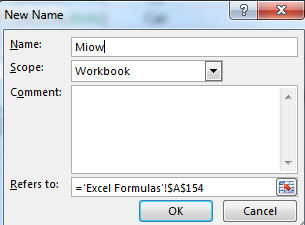 New Name
Name: Miow
Scope: Workbook
Comment:
Refers to: ='Excel Formulas'!$A$154
OK Cancel